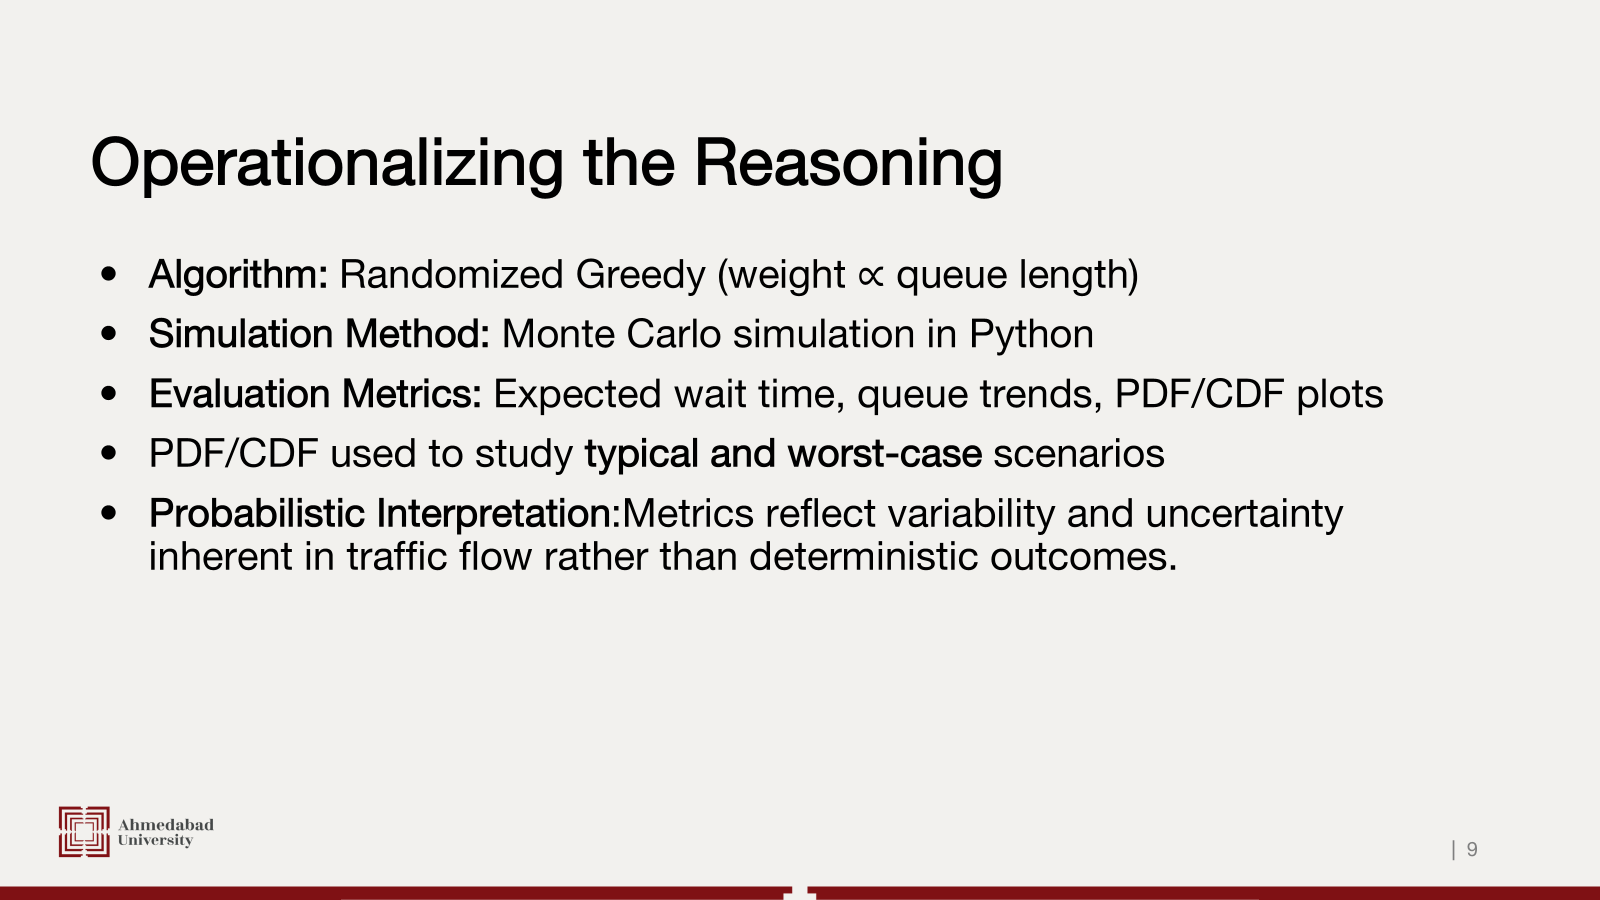 Operationalizing the Reasoning
• Algorithm: Randomized Greedy (weight ∝ queue length)
• Simulation Method: Monte Carlo simulation in Python
• Evaluation Metrics: Expected wait time, queue trends, PDF/CDF plots
• PDF/CDF used to study typical and worst-case scenarios
• Probabilistic Interpretation:Metrics reflect variability and uncertainty
inherent in traffic flow rather than deterministic outcomes.
Ahmedabad
University
| 9